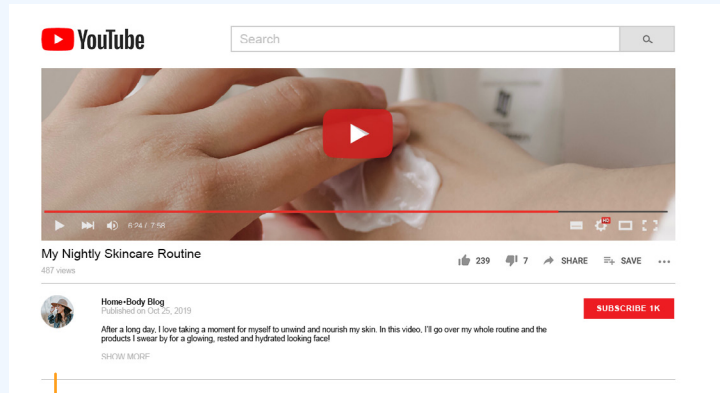 YouTube
Search
HD
6:24 / 7:58
My Nightly Skincare Routine
487 views
239 7 SHARE SAVE
Home•Body Blog
Published on Oct 25, 2019
SUBSCRIBE 1K
After a long day, I love taking a moment for myself to unwind and nourish my skin. In this video, I'll go over my whole routine and the
products I swear by for a glowing, rested and hydrated looking face!
SHOW MORE